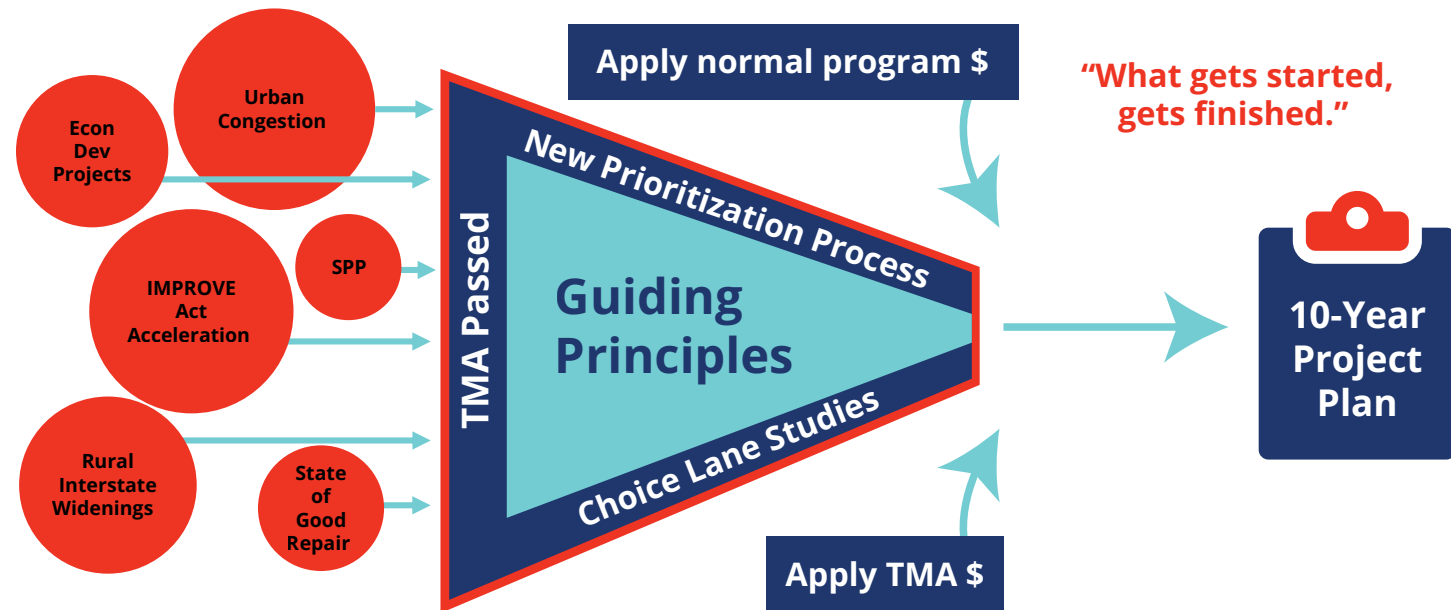 Urban
Congestion
Econ
Dev
Projects
SPP
IMPROVE
Act
Acceleration
Rural
Interstate
Widenings
State
of
Good
Repair
TMA Passed
New Prioritization Process
Guiding
Principles
Choice Lane Studies
Apply normal program $
Apply TMA $
“What gets started,
gets finished.”
10-Year
Project
Plan